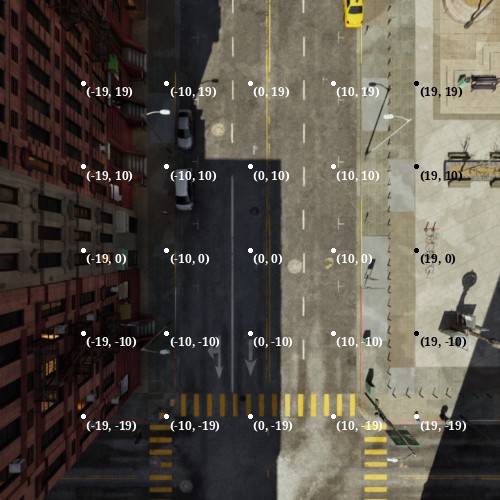 (-19, 19) (-10, 19) (0, 19) (10, 19) (19, 19)
(-19, 10) (-10, 10) (0, 10) (10, 10) (19, 10)
(-19, 0) (-10, 0) (0, 0) (10, 0) (19, 0)
(-19, -10) (-10, -10) (0, -10) (10, -10) (19, -10)
(-19, -19) (-10, -19) (0, -19) (10, -19) (19, -19)